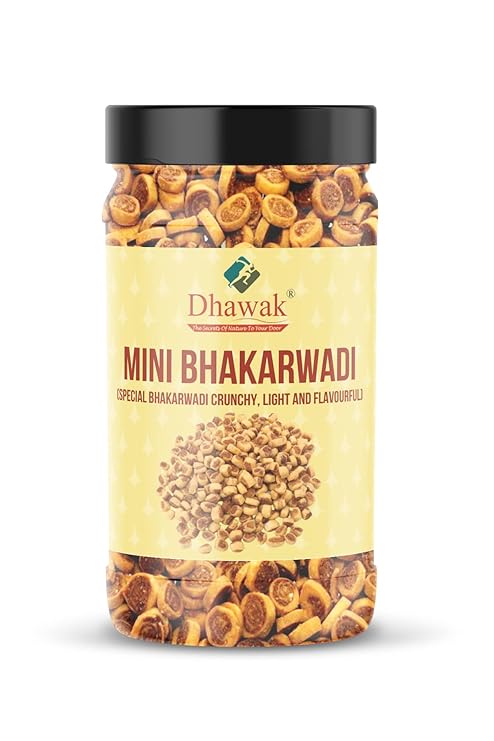 Dhawak®
The Secrets Of Nature To Your Door
MINI BHAKARWADI
(SPECIAL BHAKARWADI CRUNCHY, LIGHT AND FLAVOURFUL)